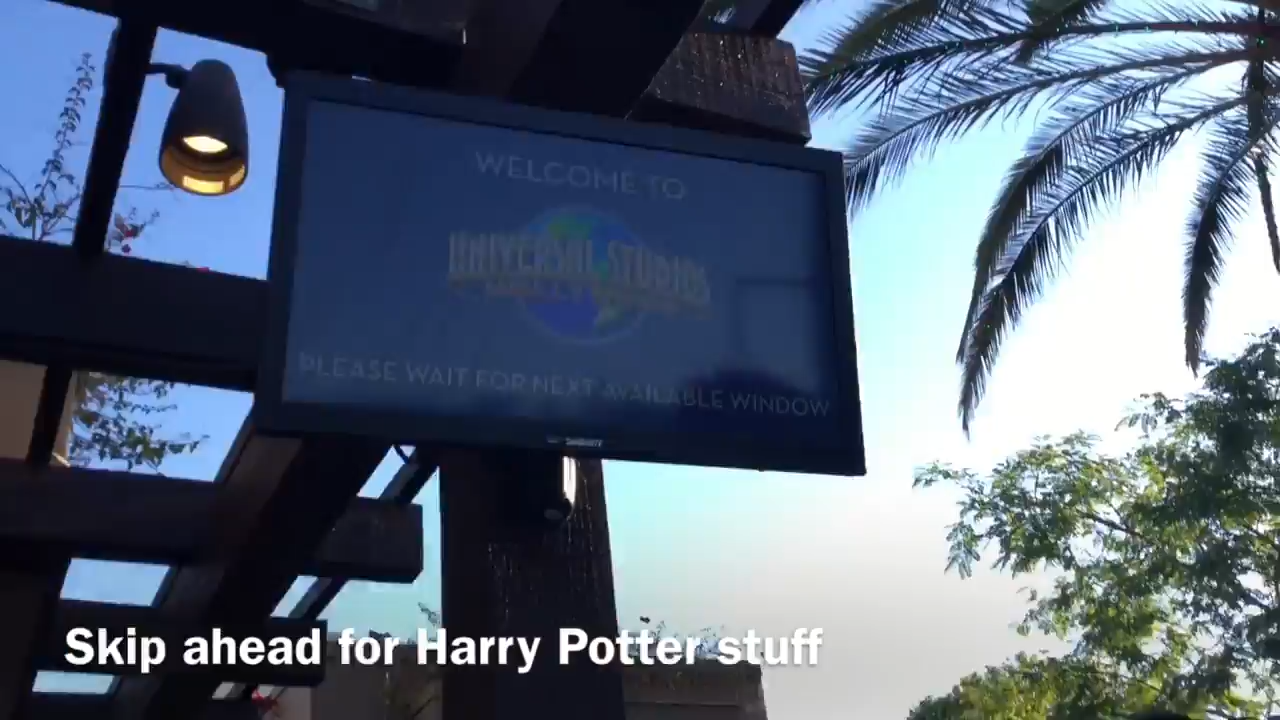 WELCOME TO
UNIVERSAL STUDIOS
PLEASE WAIT FOR NEXT AVAILABLE WINDOW
Skip ahead for Harry Potter stuff